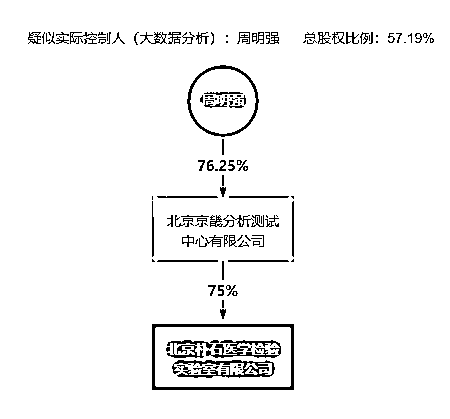 疑似实际控制人（大数据分析）：周明强 总股权比例：57.19%
周明强
76.25%
北京京畿分析测试
中心有限公司
75%
北京朴石医学检验
实验室有限公司